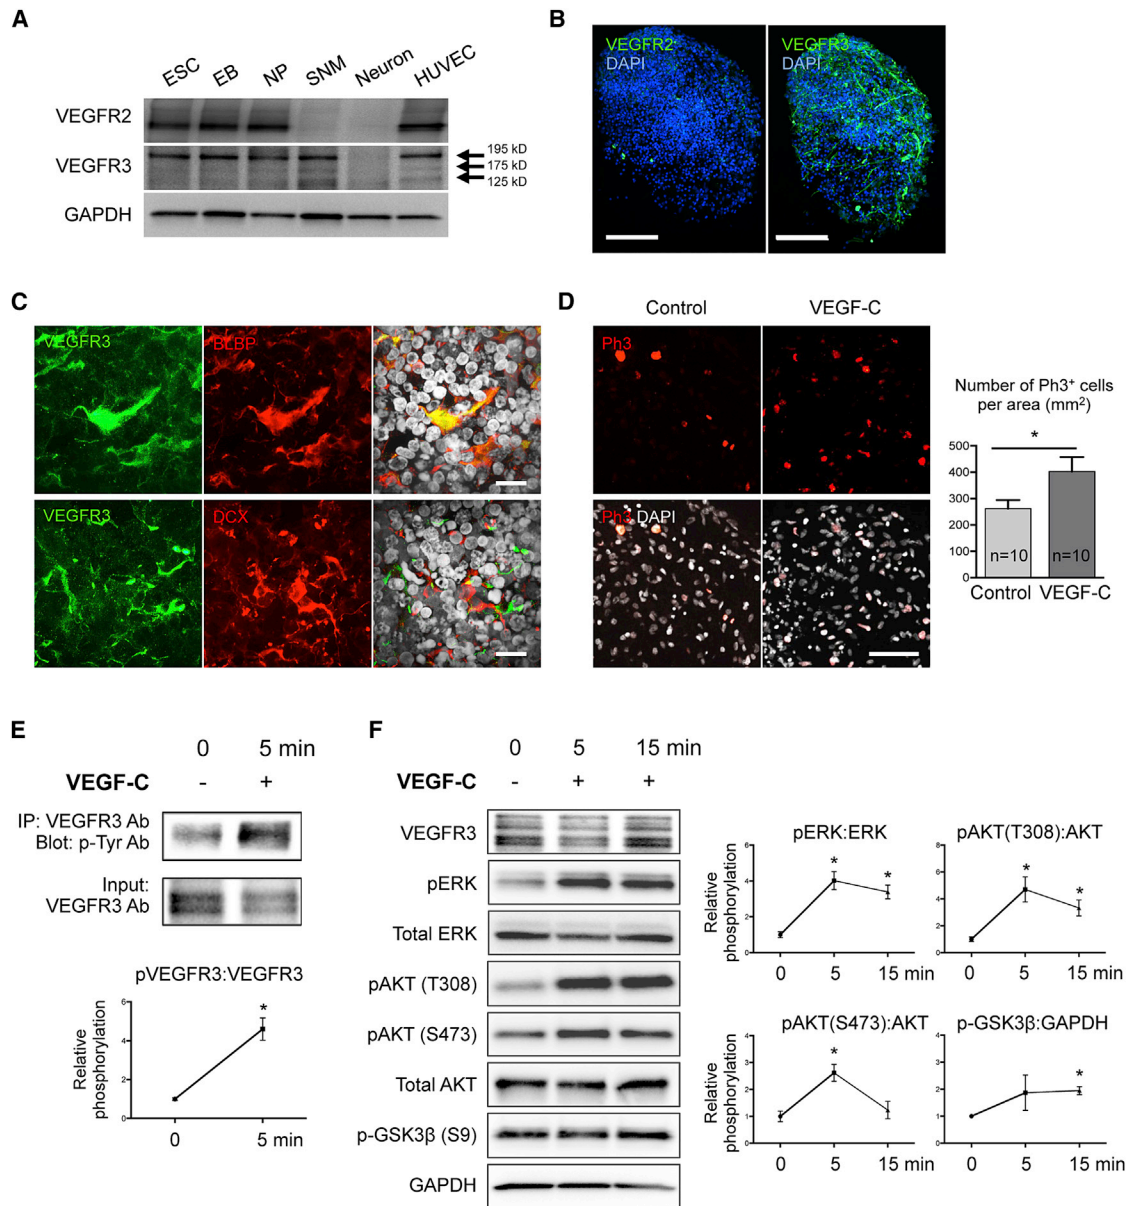 A
ESC EB NP SNM Neuron HUVEC
VEGFR2
VEGFR3
195 kD
175 kD
125 kD
GAPDH
B
VEGFR2
DAPI
VEGFR3
DAPI
C
VEGFR3
BLBP
VEGFR3
DCX
D
Control VEGF-C
Ph3
Ph3 DAPI
Number of Ph3⁺ cells
per area (mm²)
*
500
400
300
200
100
0
n=10 n=10
Control VEGF-C
E
0 5 min
VEGF-C - +
IP: VEGFR3 Ab
Blot: p-Tyr Ab
Input:
VEGFR3 Ab
pVEGFR3:VEGFR3
Relative
phosphorylation
6
4
2
0
*
0 5 min
F
0 5 15 min
VEGF-C - + +
VEGFR3
pERK
Total ERK
pAKT (T308)
pAKT (S473)
Total AKT
p-GSK3β (S9)
GAPDH
pERK:ERK
Relative
phosphorylation
6
4
2
0
* *
0 5 15 min
pAKT(T308):AKT
8
6
4
2
0
* *
0 5 15 min
pAKT(S473):AKT
Relative
phosphorylation
4
3
2
1
0
*
0 5 15 min
p-GSK3β:GAPDH
4
3
2
1
0
*
0 5 15 min